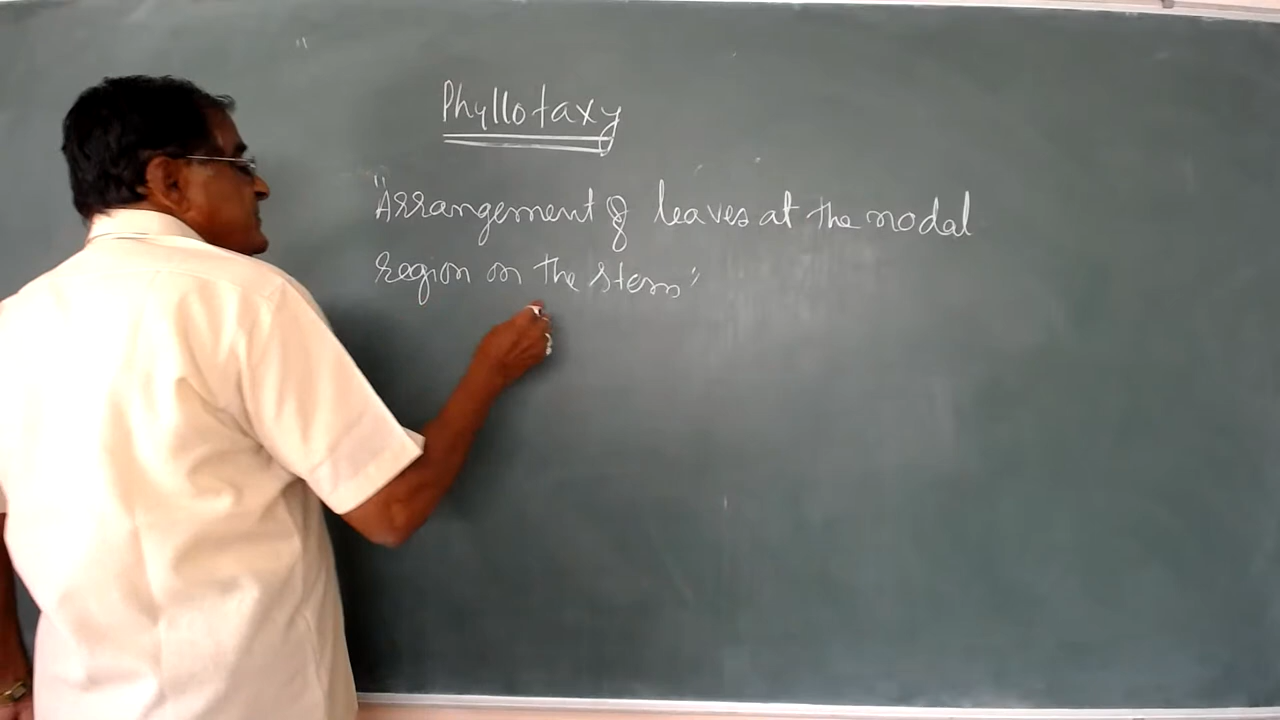 Phyllotaxy
"Arrangement of leaves at the nodal
region on the stem"